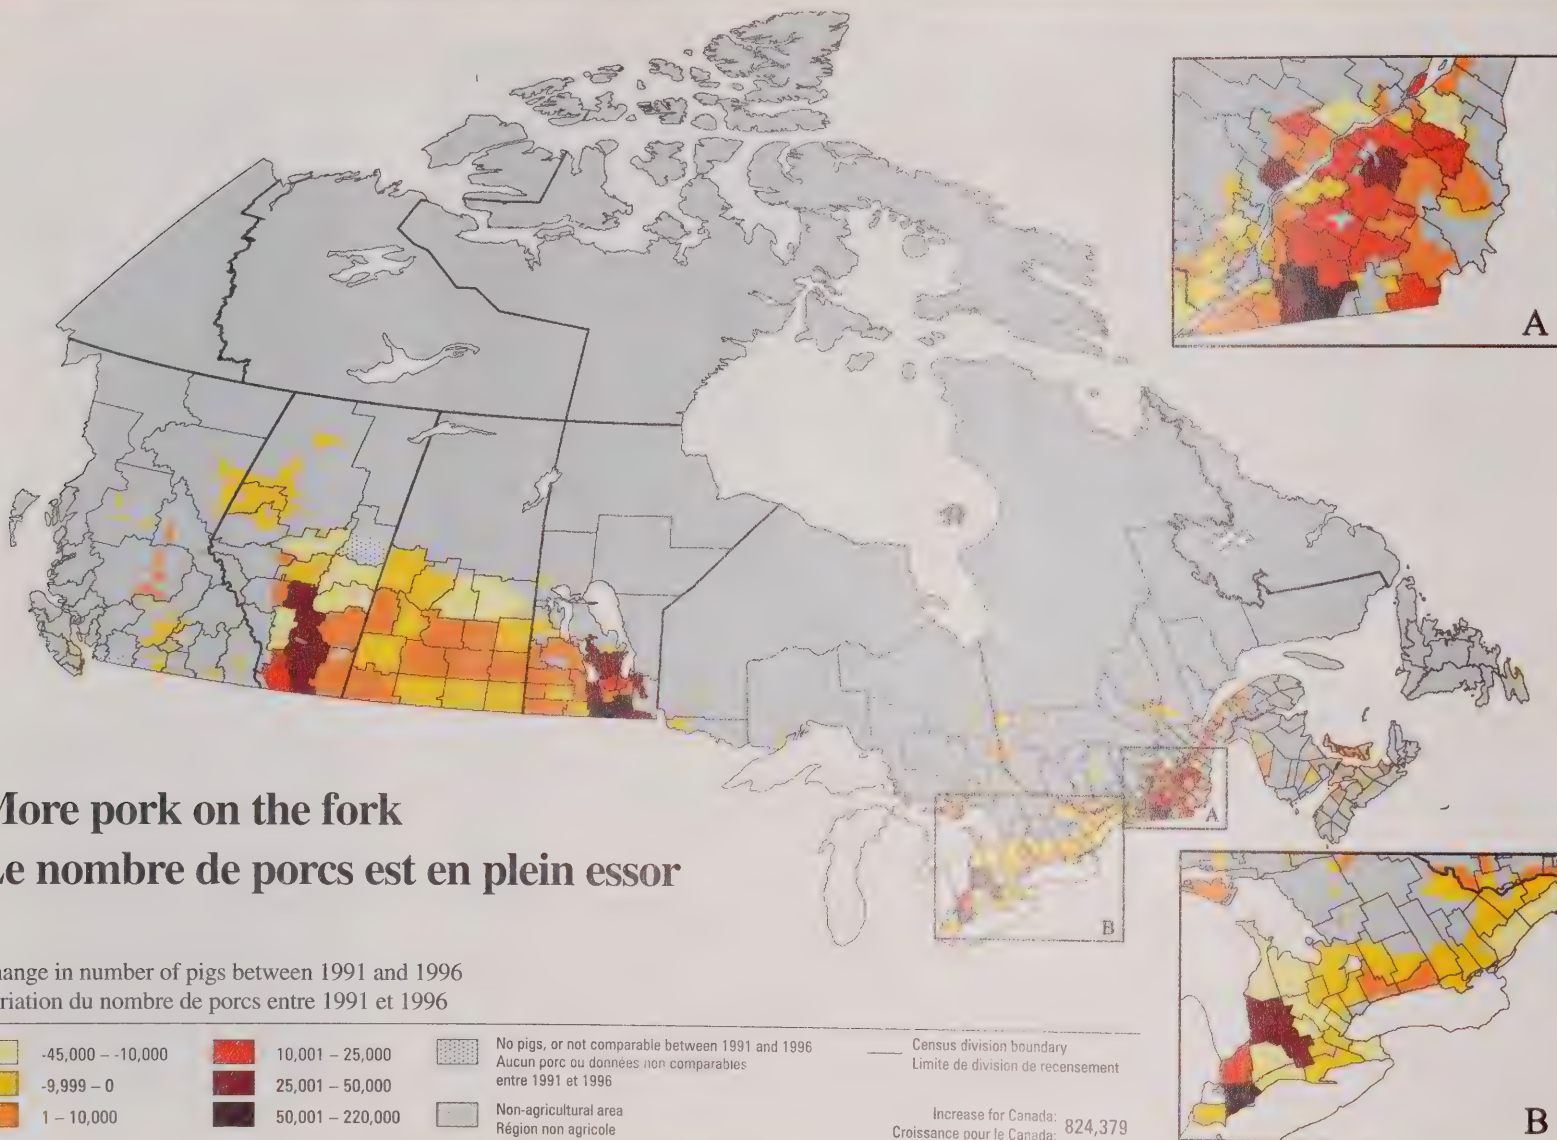 A
A
B
More pork on the fork
Le nombre de porcs est en plein essor
hange in number of pigs between 1991 and 1996
riation du nombre de porcs entre 1991 et 1996
-45,000 – -10,000
-9,999 – 0
1 – 10,000
10,001 – 25,000
25,001 – 50,000
50,001 – 220,000
No pigs, or not comparable between 1991 and 1996
Aucun porc ou données non comparables
entre 1991 et 1996
Non-agricultural area
Région non agricole
Census division boundary
Limite de division de recensement
Increase for Canada:
Croissance pour le Canada: 824,379
B